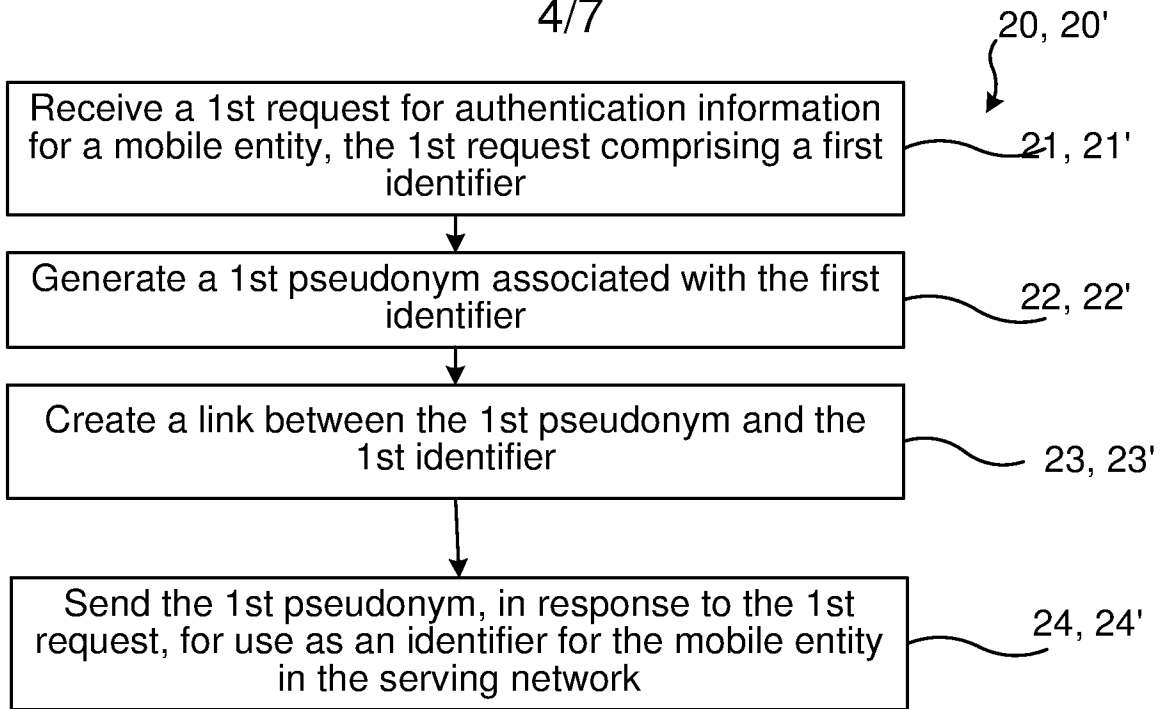 4/7
20, 20'
Receive a 1st request for authentication information
for a mobile entity, the 1st request comprising a first
identifier
21, 21'
Generate a 1st pseudonym associated with the first
identifier
22, 22'
Create a link between the 1st pseudonym and the
1st identifier
23, 23'
Send the 1st pseudonym, in response to the 1st
request, for use as an identifier for the mobile entity
in the serving network
24, 24'